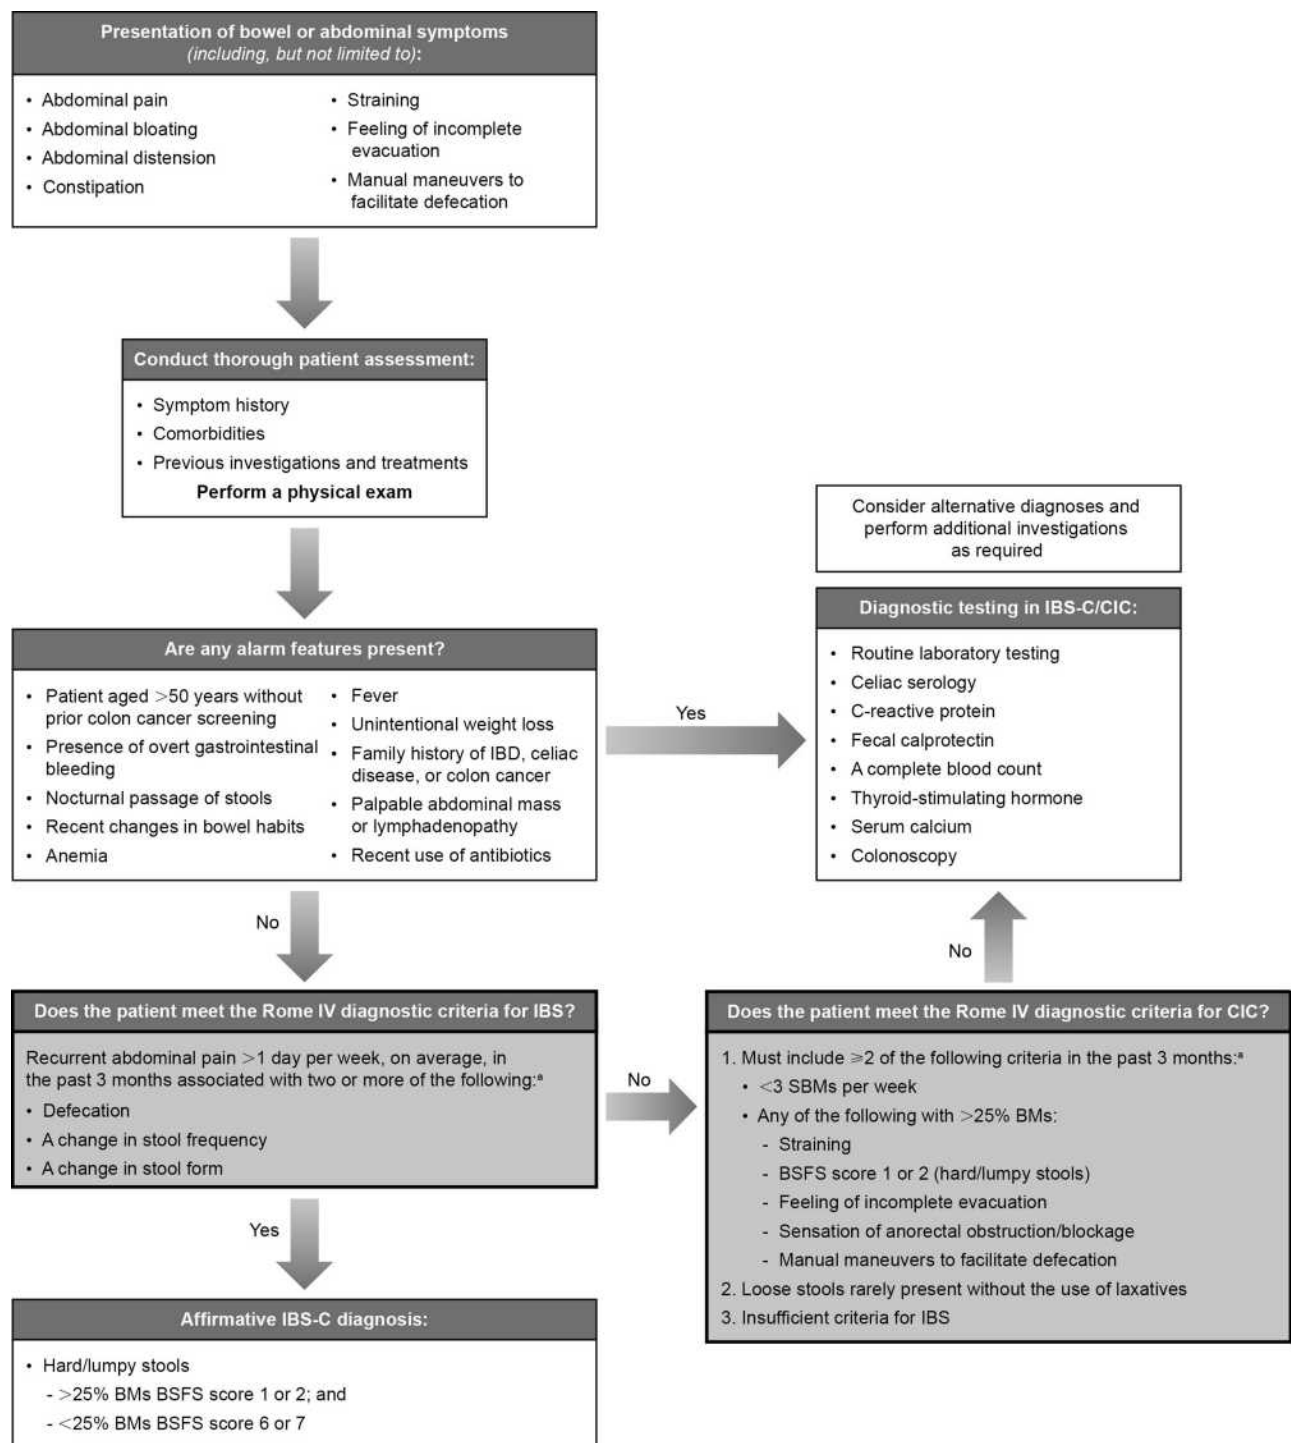 Presentation of bowel or abdominal symptoms
(including, but not limited to):
• Abdominal pain
• Abdominal bloating
• Abdominal distension
• Constipation
• Straining
• Feeling of incomplete
evacuation
• Manual maneuvers to
facilitate defecation
Conduct thorough patient assessment:
• Symptom history
• Comorbidities
• Previous investigations and treatments
Perform a physical exam
Consider alternative diagnoses and
perform additional investigations
as required
Are any alarm features present?
• Patient aged >50 years without
prior colon cancer screening
• Presence of overt gastrointestinal
bleeding
• Nocturnal passage of stools
• Recent changes in bowel habits
• Anemia
• Fever
• Unintentional weight loss
• Family history of IBD, celiac
disease, or colon cancer
• Palpable abdominal mass
or lymphadenopathy
• Recent use of antibiotics
Yes
Diagnostic testing in IBS-C/CIC:
• Routine laboratory testing
• Celiac serology
• C-reactive protein
• Fecal calprotectin
• A complete blood count
• Thyroid-stimulating hormone
• Serum calcium
• Colonoscopy
No
No
Does the patient meet the Rome IV diagnostic criteria for IBS?
Recurrent abdominal pain >1 day per week, on average, in
the past 3 months associated with two or more of the following:ª
• Defecation
• A change in stool frequency
• A change in stool form
No
Does the patient meet the Rome IV diagnostic criteria for CIC?
1. Must include ⩾2 of the following criteria in the past 3 months:ª
• <3 SBMs per week
• Any of the following with >25% BMs:
- Straining
- BSFS score 1 or 2 (hard/lumpy stools)
- Feeling of incomplete evacuation
- Sensation of anorectal obstruction/blockage
- Manual maneuvers to facilitate defecation
2. Loose stools rarely present without the use of laxatives
3. Insufficient criteria for IBS
Yes
Affirmative IBS-C diagnosis:
• Hard/lumpy stools
- >25% BMs BSFS score 1 or 2; and
- <25% BMs BSFS score 6 or 7